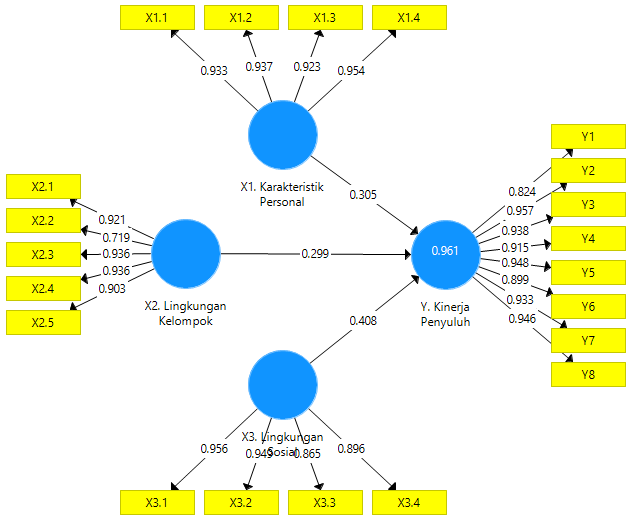 X1.1
X1.2
X1.3
X1.4
0.933
0.937
0.923
0.954
X1. Karakteristik
Personal
0.305
X2.1
X2.2
X2.3
X2.4
X2.5
0.921
0.719
0.936
0.936
0.903
X2. Lingkungan
Kelompok
0.299
0.961
Y. Kinerja
Penyuluh
0.824
0.957
0.938
0.915
0.948
0.899
0.933
0.946
Y1
Y2
Y3
Y4
Y5
Y6
Y7
Y8
0.408
X3. Lingkungan
Sosial
0.956
0.943
0.865
0.896
X3.1
X3.2
X3.3
X3.4